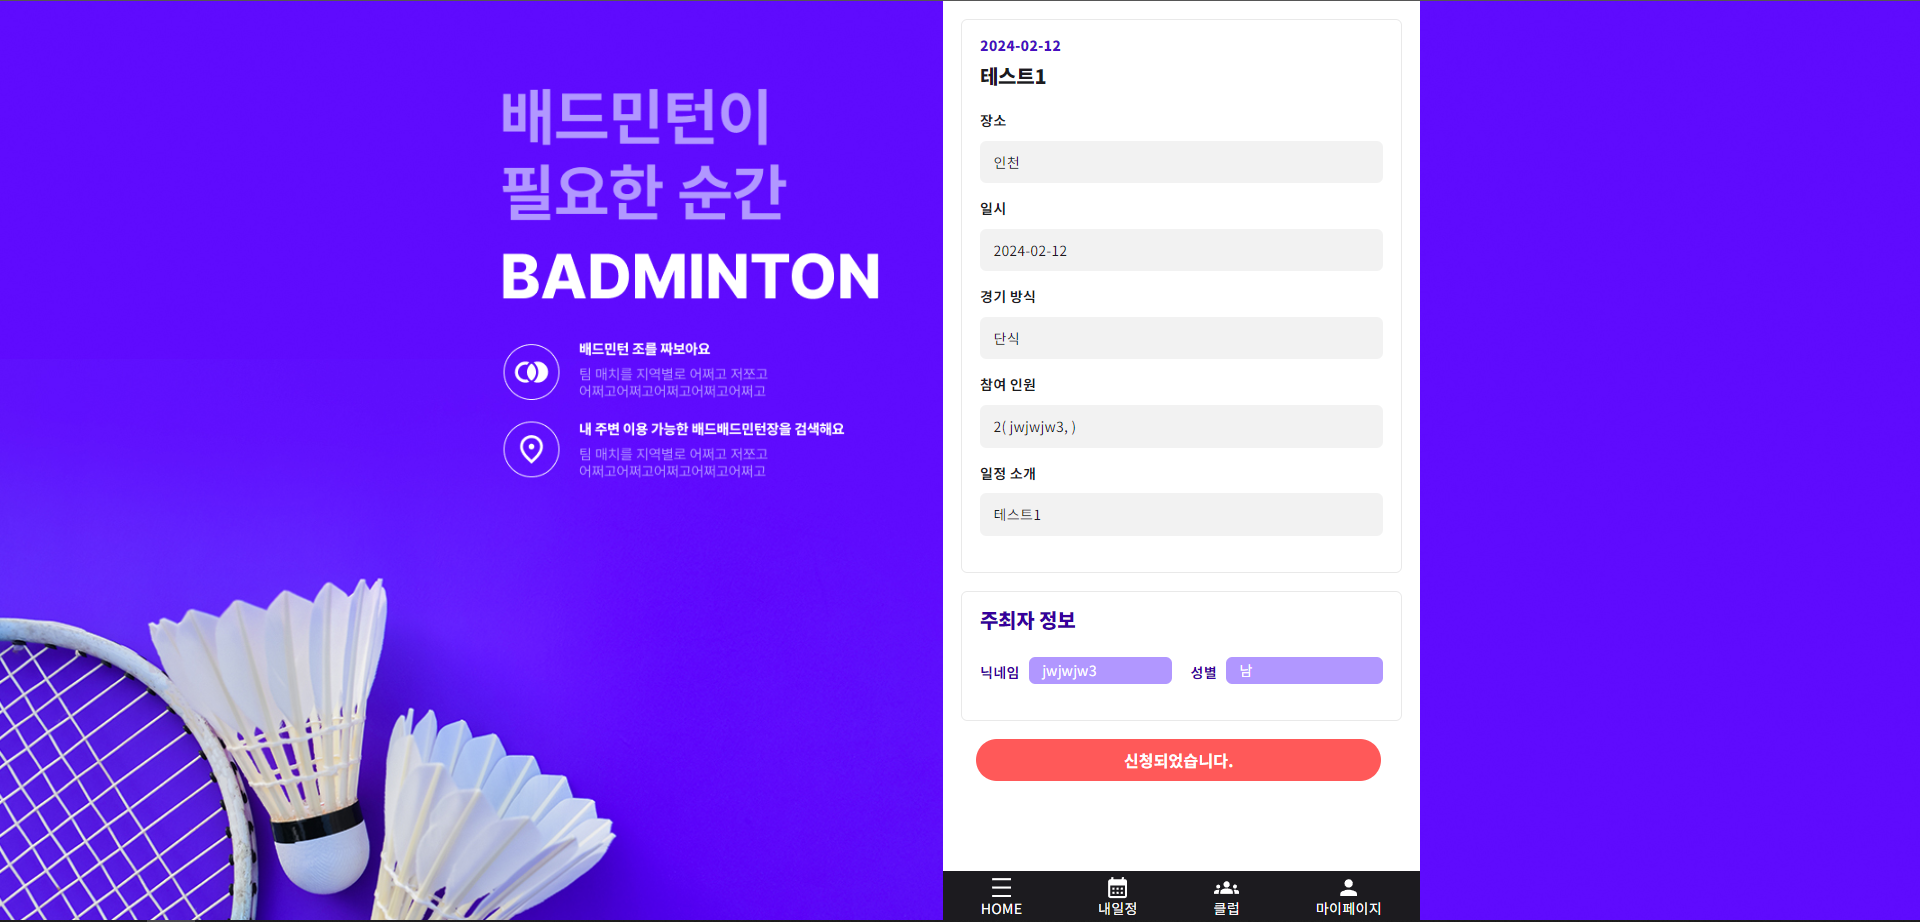 배드민턴이
필요한 순간
BADMINTON
배드민턴 조를 짜보아요
팀 매치를 지역별로 어쩌고 저쪼고
어쩌고어쩌고어쩌고어쩌고어쩌고
내 주변 이용 가능한 배드배드민턴장을 검색해요
팀 매치를 지역별로 어쩌고 저쪼고
어쩌고어쩌고어쩌고어쩌고어쩌고
2024-02-12
테스트1
장소
인천
일시
2024-02-12
경기 방식
단식
참여 인원
2( jwjwjw3, )
일정 소개
테스트1
주최자 정보
닉네임 jwjwjw3 성별 남
신청되었습니다.
HOME 내일정 클럽 마이페이지